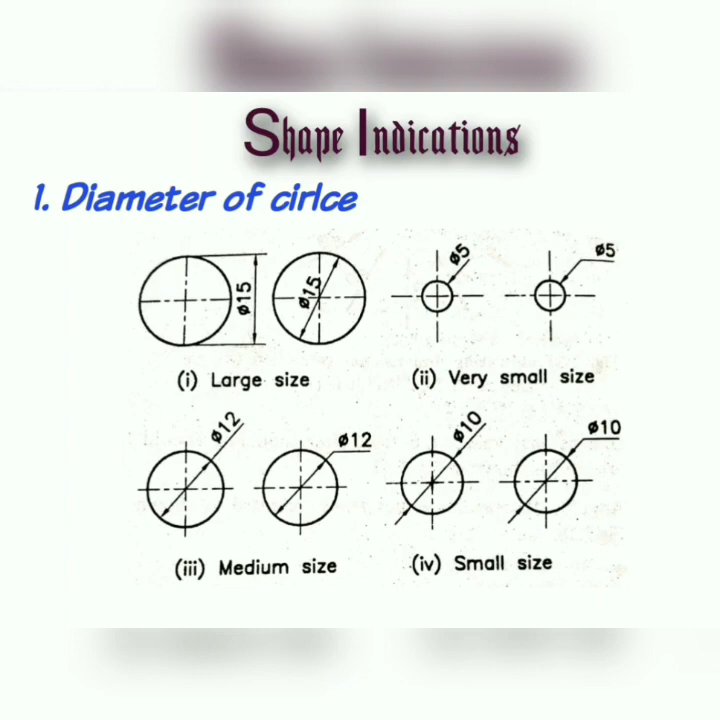 Shape Indications
1. Diameter of cirlce
ø15 ø15 ø5 ø5
(i) Large size (ii) Very small size
ø12 ø12 ø10 ø10
(iii) Medium size (iv) Small size